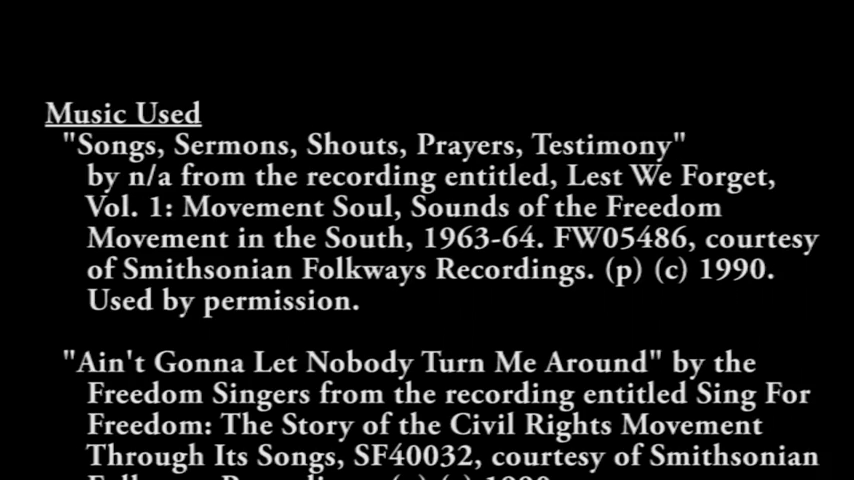 Music Used
"Songs, Sermons, Shouts, Prayers, Testimony"
by n/a from the recording entitled, Lest We Forget,
Vol. 1: Movement Soul, Sounds of the Freedom
Movement in the South, 1963-64. FW05486, courtesy
of Smithsonian Folkways Recordings. (p) (c) 1990.
Used by permission.
"Ain't Gonna Let Nobody Turn Me Around" by the
Freedom Singers from the recording entitled Sing For
Freedom: The Story of the Civil Rights Movement
Through Its Songs, SF40032, courtesy of Smithsonian